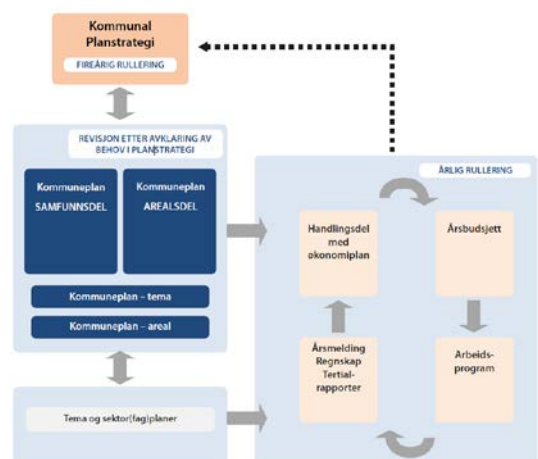 Kommunal
Planstrategi
FIREÅRIG RULLERING
REVISJON ETTER AVKLARING AV
BEHOV I PLANSTRATEGI
Kommuneplan
SAMFUNNSDEL
Kommuneplan
AREALSDEL
Kommuneplan – tema
Kommuneplan – areal
Tema og sektor(fag)planer
ÅRLIG RULLERING
Handlingsdel
med
økonomiplan
Årsbudsjett
Årsmelding
Regnskap
Tertial-
rapporter
Arbeids-
program